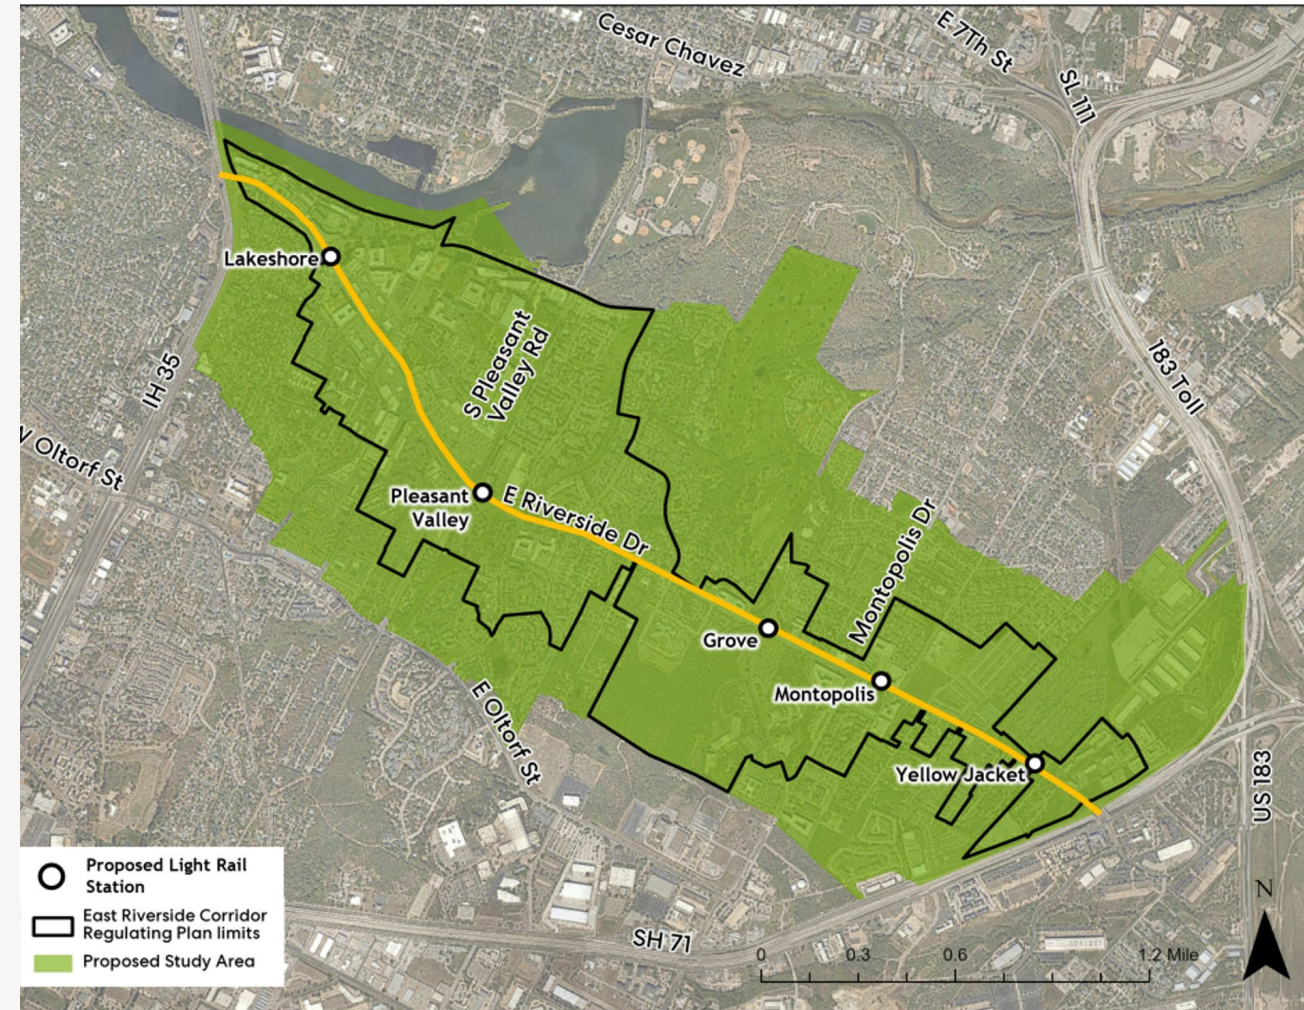 Cesar Chavez
E 7Th St
SL 111
Lakeshore
S Pleasant
Valley Rd
IH 35
183 Toll
W Oltorf St
Pleasant
Valley
E Riverside Dr
Montopolis Dr
Grove
Montopolis
E Oltorf St
Yellow Jacket
US 183
SH 71
Proposed Light Rail
Station
East Riverside Corridor
Regulating Plan limits
Proposed Study Area
0 0.3 0.6 1.2 Mile
N